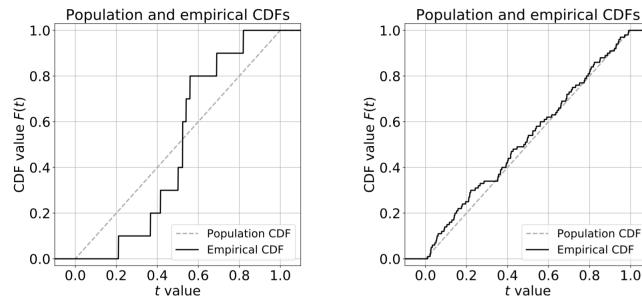 Population and empirical CDFs
1.0
0.8
0.6
0.4
0.2
0.0
CDF value F(t)
Population CDF
Empirical CDF
0.0 0.2 0.4 0.6 0.8 1.0
t value
Population and empirical CDFs
1.0
0.8
0.6
0.4
0.2
0.0
CDF value F(t)
Population CDF
Empirical CDF
0.0 0.2 0.4 0.6 0.8 1.0
t value